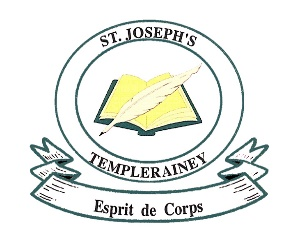 ST. JOSEPH'S
TEMPLERAINEY
Esprit de Corps